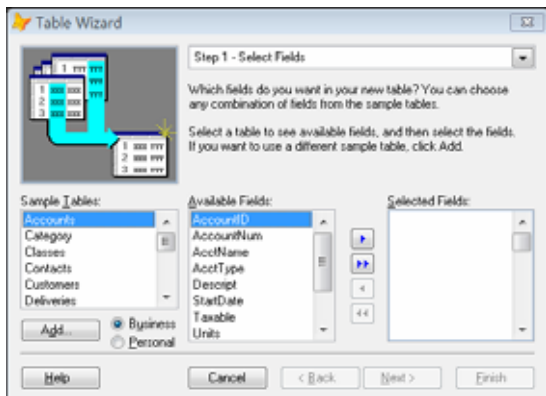 Table Wizard
Step 1 - Select Fields
Which fields do you want in your new table? You can choose
any combination of fields from the sample tables.
Select a table to see available fields, and then select the fields.
If you want to use a different sample table, click Add.
Sample Tables:
Accounts
Category
Classes
Contacts
Customers
Deliveries
Available Fields:
AccountID
AccountNum
AcctName
AcctType
Descript
StartDate
Taxable
Units
Selected Fields:
Add...
Business
Personal
Help
Cancel
< Back
Next >
Finish